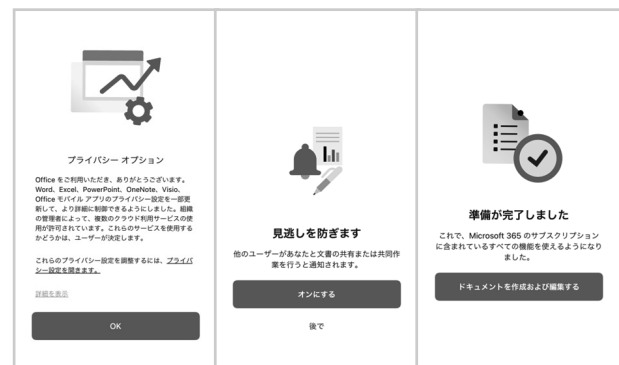 プライバシー オプション
Office をご利用いただき、ありがとうございます。
Word、Excel、PowerPoint、OneNote、Visio、
Office モバイル アプリのプライバシー設定を一部更
新して、より詳細に制御できるようにしました。組織
の管理者によって、複数のクラウド利用サービスの使
用が許可されています。これらのサービスを使用する
かどうかは、ユーザーが決定します。
これらのプライバシー設定を調整するには、プライバ
シー設定を開きます。
詳細を表示
OK
見逃しを防ぎます
他のユーザーがあなたと文書の共有または共同作
業を行うと通知されます。
オンにする
後で
準備が完了しました
これで、Microsoft 365 のサブスクリプション
に含まれているすべての機能を使えるようになり
ました。
ドキュメントを作成および編集する